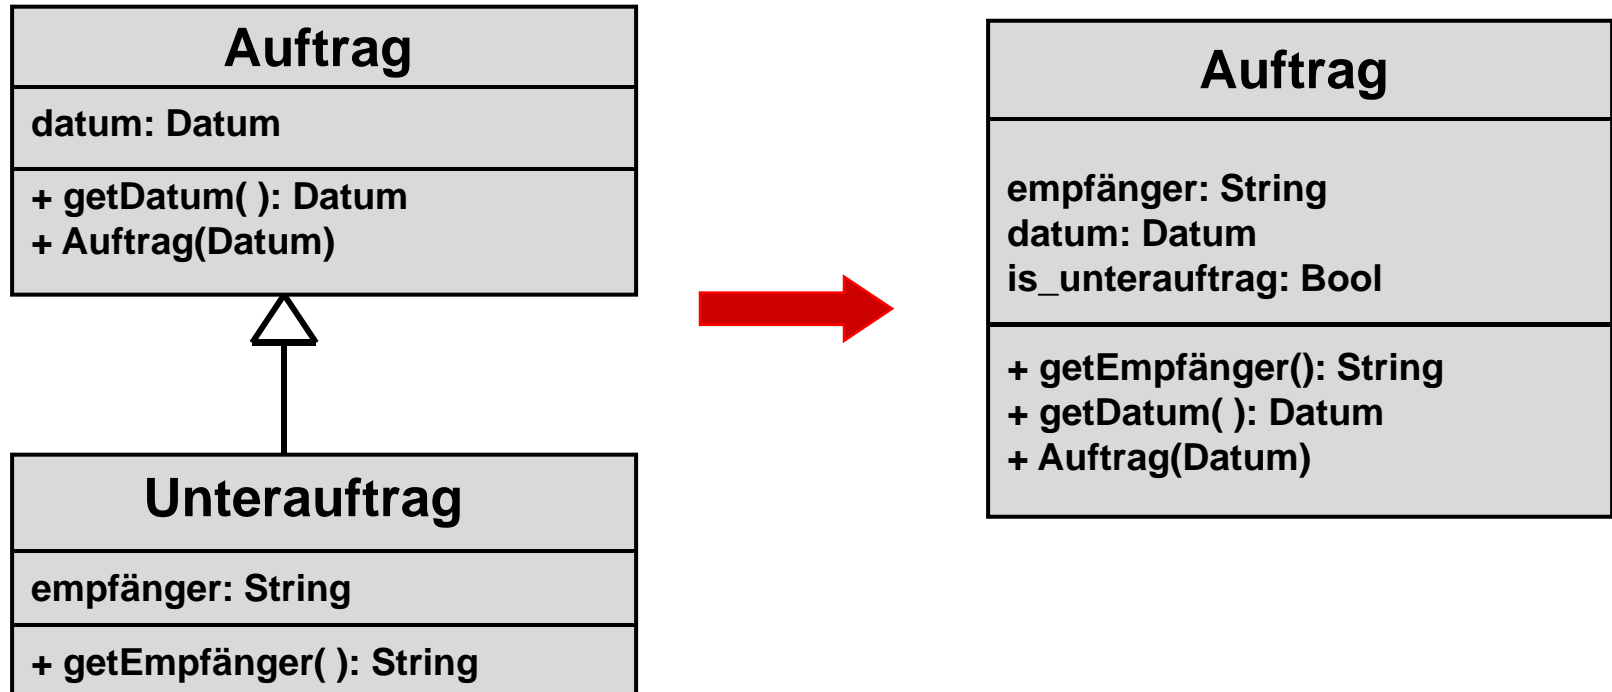 Auftrag
datum: Datum
+ getDatum( ): Datum
+ Auftrag(Datum)
Unterauftrag
empfänger: String
+ getEmpfänger( ): String
Auftrag
empfänger: String
datum: Datum
is_unterauftrag: Bool
+ getEmpfänger(): String
+ getDatum( ): Datum
+ Auftrag(Datum)